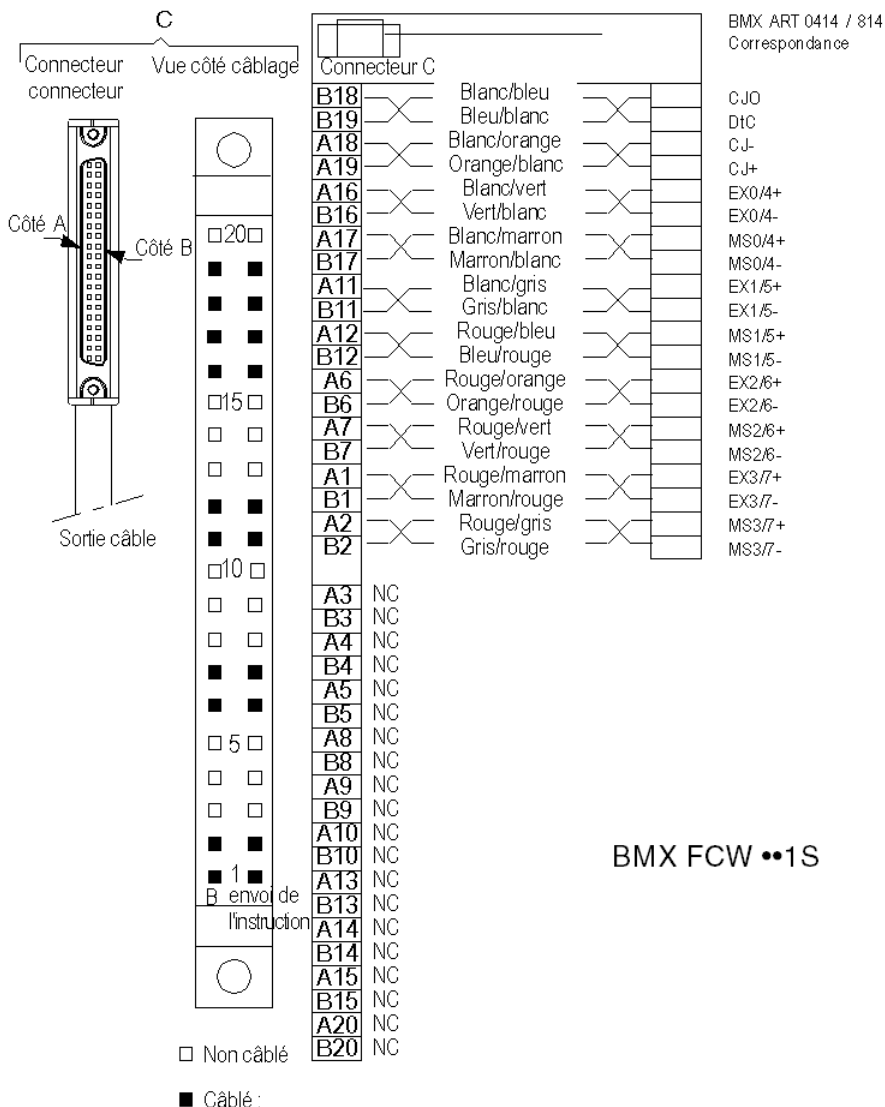 C
Connecteur
connecteur
Vue côté câblage
Connecteur C
BMX ART 0414 / 814
Correspondance
B18 Blanc/bleu CJ0
B19 Bleu/blanc DtC
A18 Blanc/orange CJ-
A19 Orange/blanc CJ+
A16 Blanc/vert EX0/4+
B16 Vert/blanc EX0/4-
A17 Blanc/marron MS0/4+
B17 Marron/blanc MS0/4-
A11 Blanc/gris EX1/5+
B11 Gris/blanc EX1/5-
A12 Rouge/bleu MS1/5+
B12 Bleu/rouge MS1/5-
A6 Rouge/orange EX2/6+
B6 Orange/rouge EX2/6-
A7 Rouge/vert MS2/6+
B7 Vert/rouge MS2/6-
A1 Rouge/marron EX3/7+
B1 Marron/rouge EX3/7-
A2 Rouge/gris MS3/7+
B2 Gris/rouge MS3/7-
A3 NC
B3 NC
A4 NC
B4 NC
A5 NC
B5 NC
A8 NC
B8 NC
A9 NC
B9 NC
A10 NC
B10 NC
A13 NC
B13 NC
A14 NC
B14 NC
A15 NC
B15 NC
A20 NC
B20 NC
Côté A
Côté B
Sortie câble
20
15
10
5
1
B envoi de
l'instruction
Non câblé
Câblé :
BMX FCW ••1S